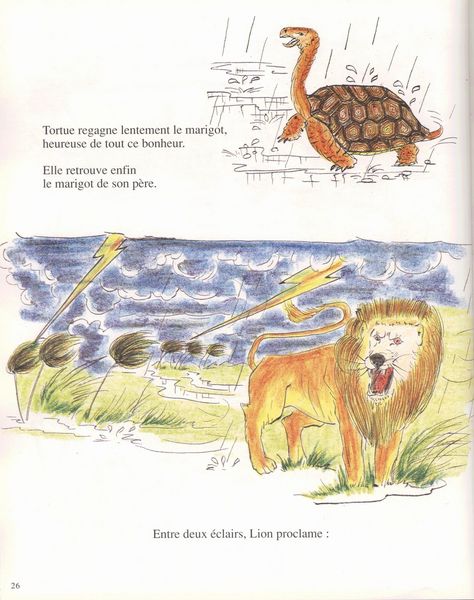 Tortue regagne lentement le marigot,
heureuse de tout ce bonheur.
Elle retrouve enfin
le marigot de son père.
Entre deux éclairs, Lion proclame :
26